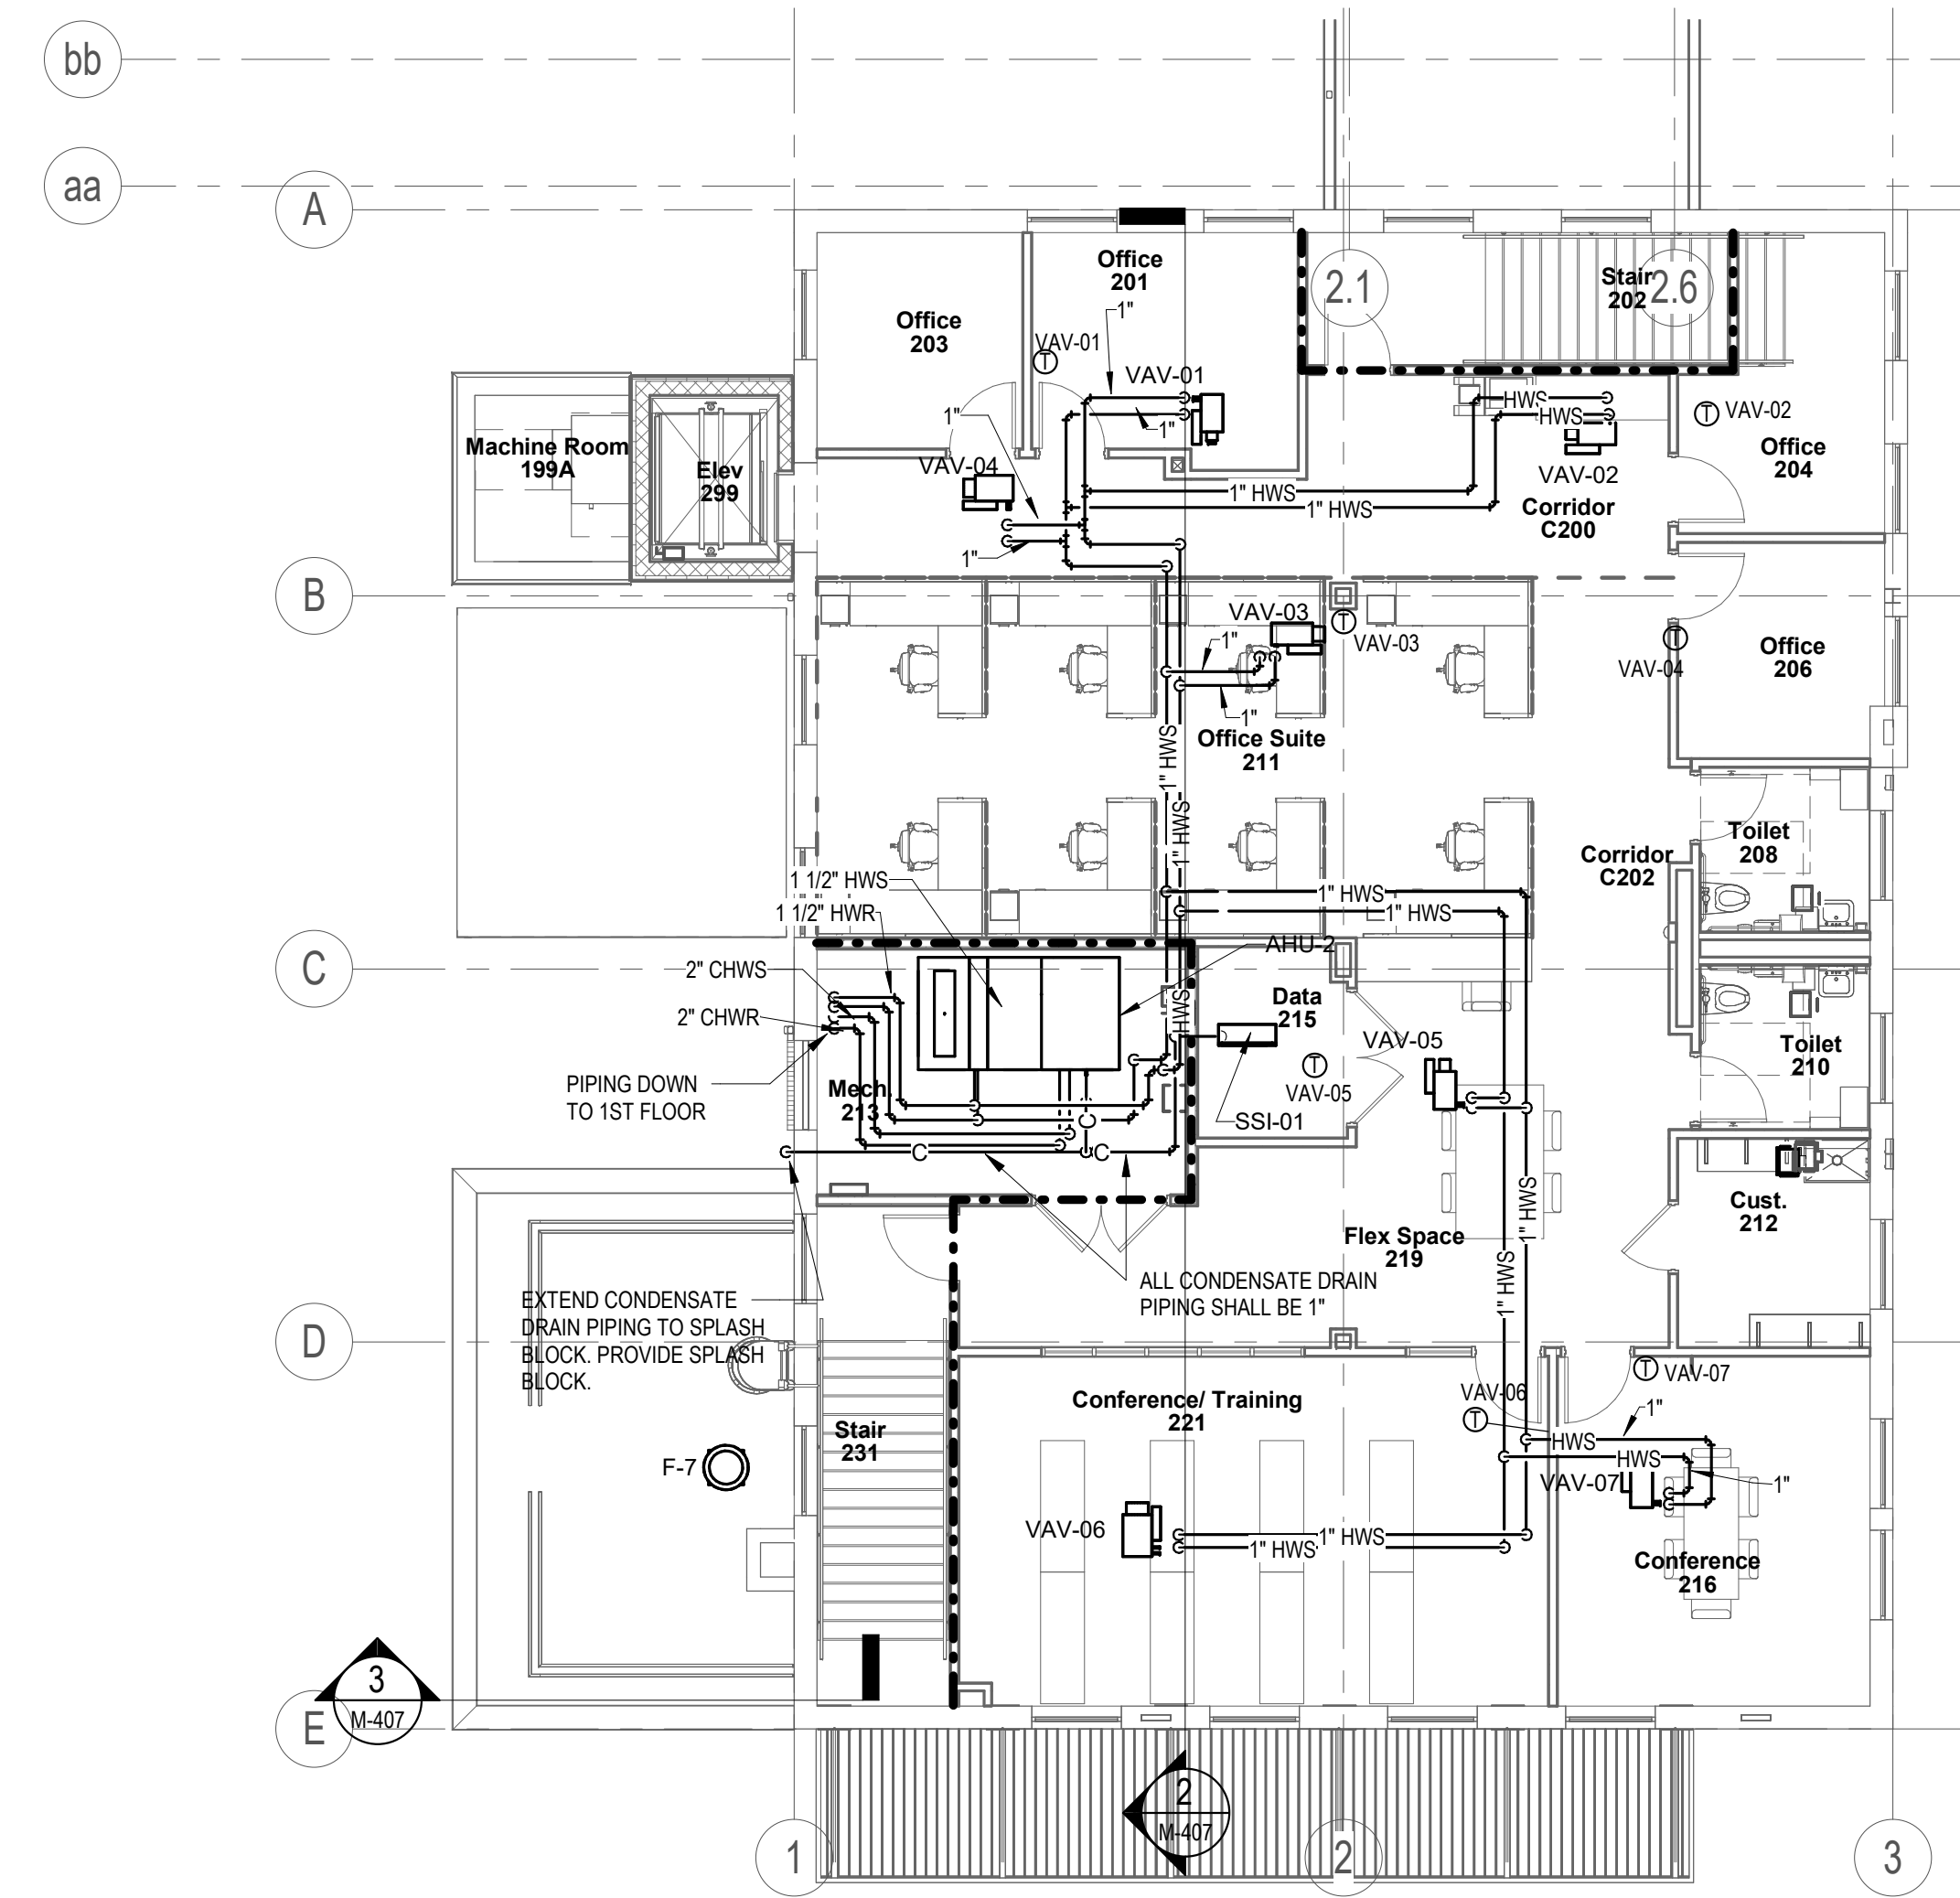 bb
aa
A
Office
201
2.1
Stair
202
2.6
1"
Office
203
VAV-01
VAV-01
HWS
HWS
VAV-02
1"
1"
Machine Room
199A
Elev
299
VAV-04
Office
204
VAV-02
1" HWS
1" HWS
Corridor
C200
1"
B
VAV-03
1"
VAV-03
VAV-04
Office
206
1"
Office Suite
211
1" HWS
1" HWS
Toilet
208
Corridor
C202
1 1/2" HWS
1" HWS
1 1/2" HWR
1" HWS
AHU-2
C
2" CHWS
2" CHWR
HWS
Data
215
VAV-05
Toilet
210
PIPING DOWN
TO 1ST FLOOR
Mech.
213
VAV-05
SSI-01
C
C
C
Cust.
212
1" HWS
1" HWS
Flex Space
219
ALL CONDENSATE DRAIN
PIPING SHALL BE 1"
EXTEND CONDENSATE
DRAIN PIPING TO SPLASH
BLOCK. PROVIDE SPLASH
BLOCK.
D
VAV-07
VAV-06
Conference/ Training
221
1"
Stair
231
HWS
HWS
F-7
VAV-07
1"
VAV-06
1" HWS
1" HWS
Conference
216
3
M-407
E
2
M-407
1
2
3
T
T
T
T
T
T
T